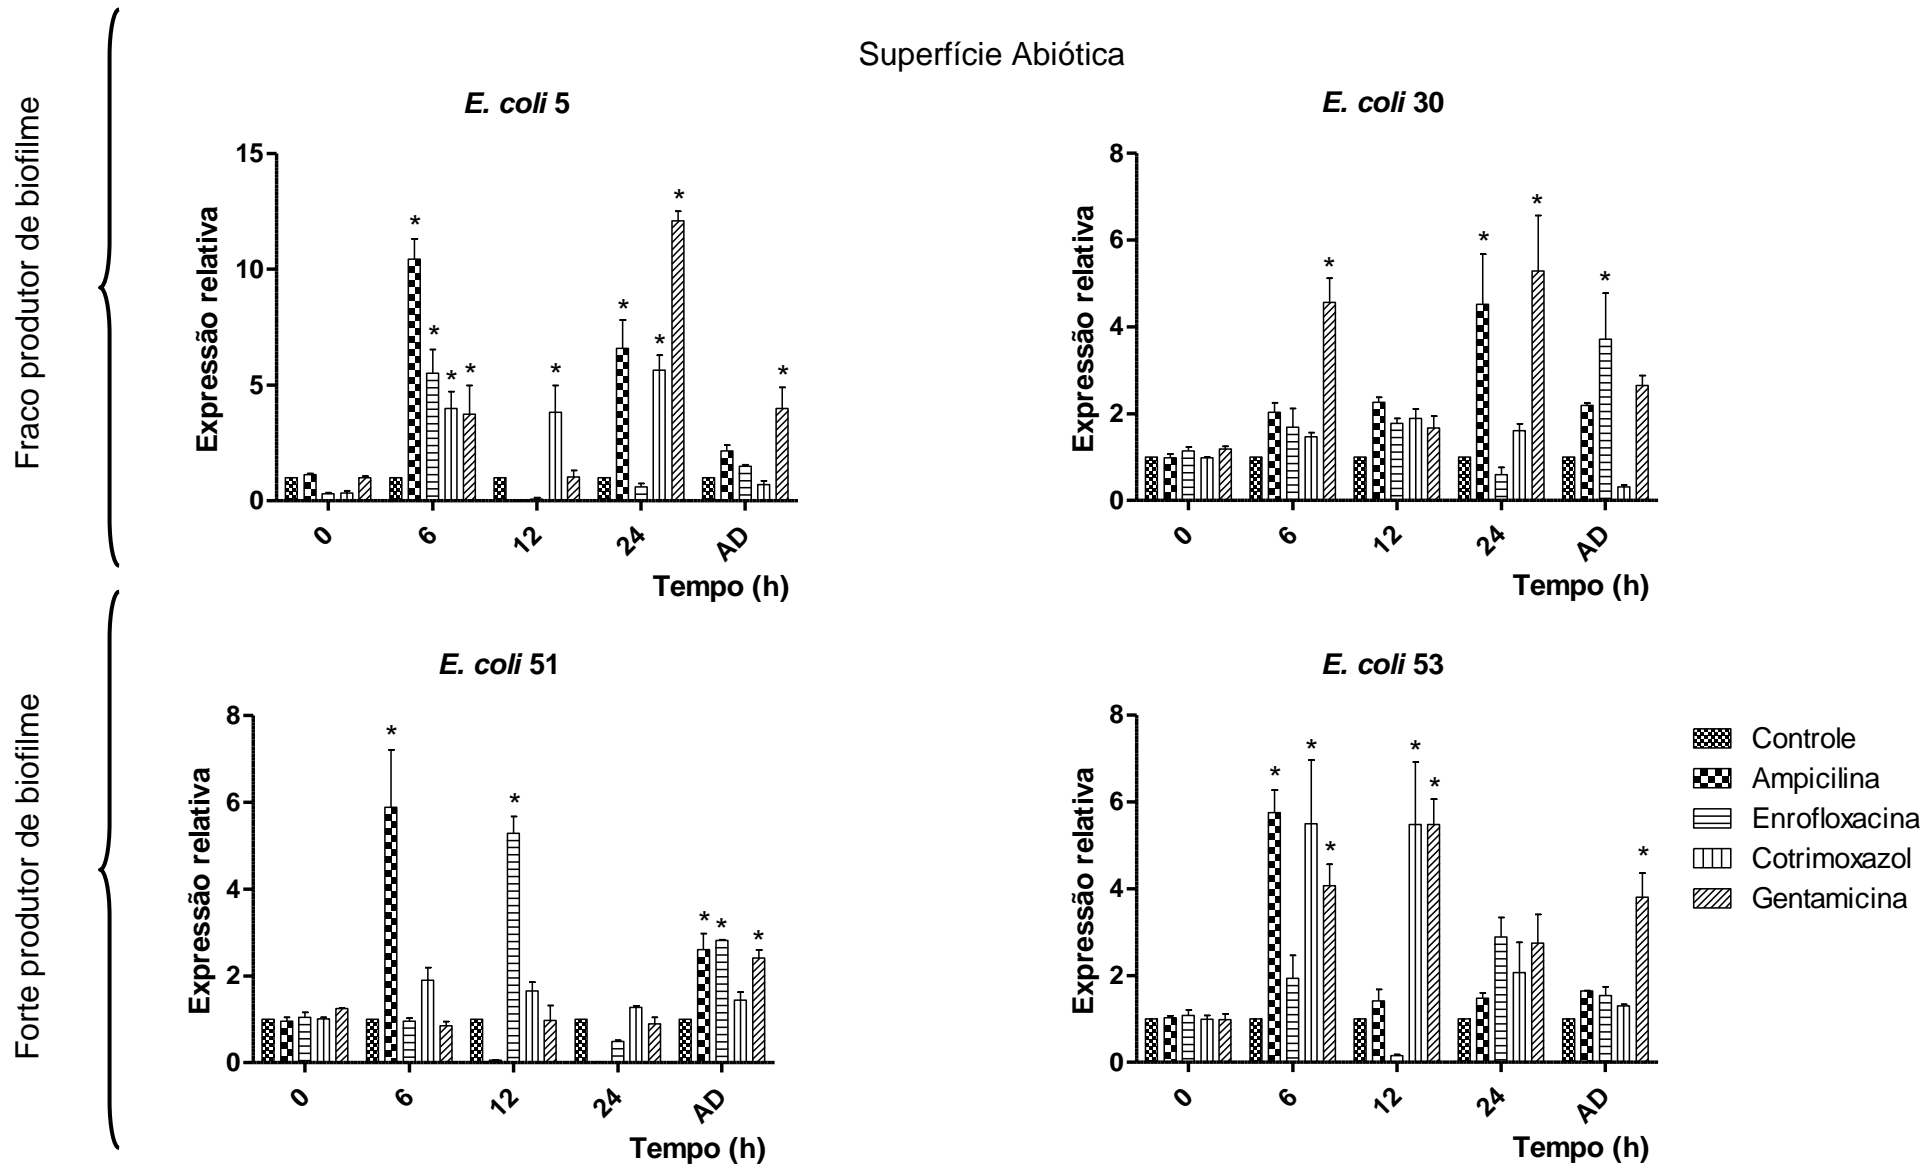 Superfície Abiótica
Fraco produtor de biofilme
E. coli 5
*
*
*
*
*
*
*
*
*
Expressão relativa
15
10
5
0
0
6
12
24
AD
Tempo (h)
E. coli 30
*
*
*
*
Expressão relativa
8
6
4
2
0
0
6
12
24
AD
Tempo (h)
Forte produtor de biofilme
E. coli 51
*
*
*
*
*
Expressão relativa
8
6
4
2
0
0
6
12
24
AD
Tempo (h)
E. coli 53
*
*
*
*
*
*
Expressão relativa
8
6
4
2
0
0
6
12
24
AD
Tempo (h)
Controle
Ampicilina
Enrofloxacina
Cotrimoxazol
Gentamicina